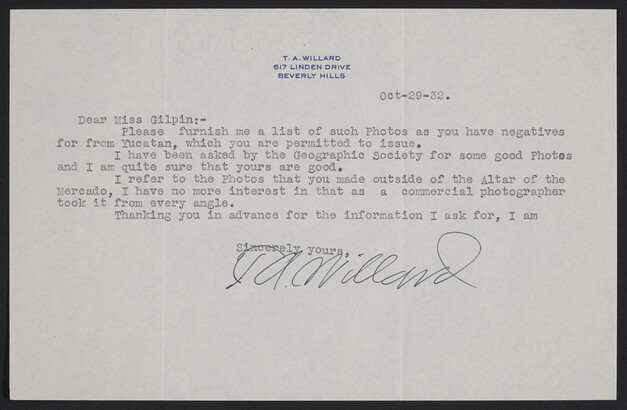 T. A. WILLARD
617 LINDEN DRIVE
BEVERLY HILLS
Oct-29-32.
Dear Miss Gilpin:-
Please furnish me a list of such Photos as you have negatives
for from Yucatan, which you are permitted to issue.
I have been asked by the Geographic Society for some good Photos
and I am quite sure that yours are good.
I refer to the Photos that you made outside of the Altar of the
Mercado, I have no more interest in that as a commercial photographer
took it from every angle.
Thanking you in advance for the information I ask for, I am
Sincerely yours,
T. A. Willard